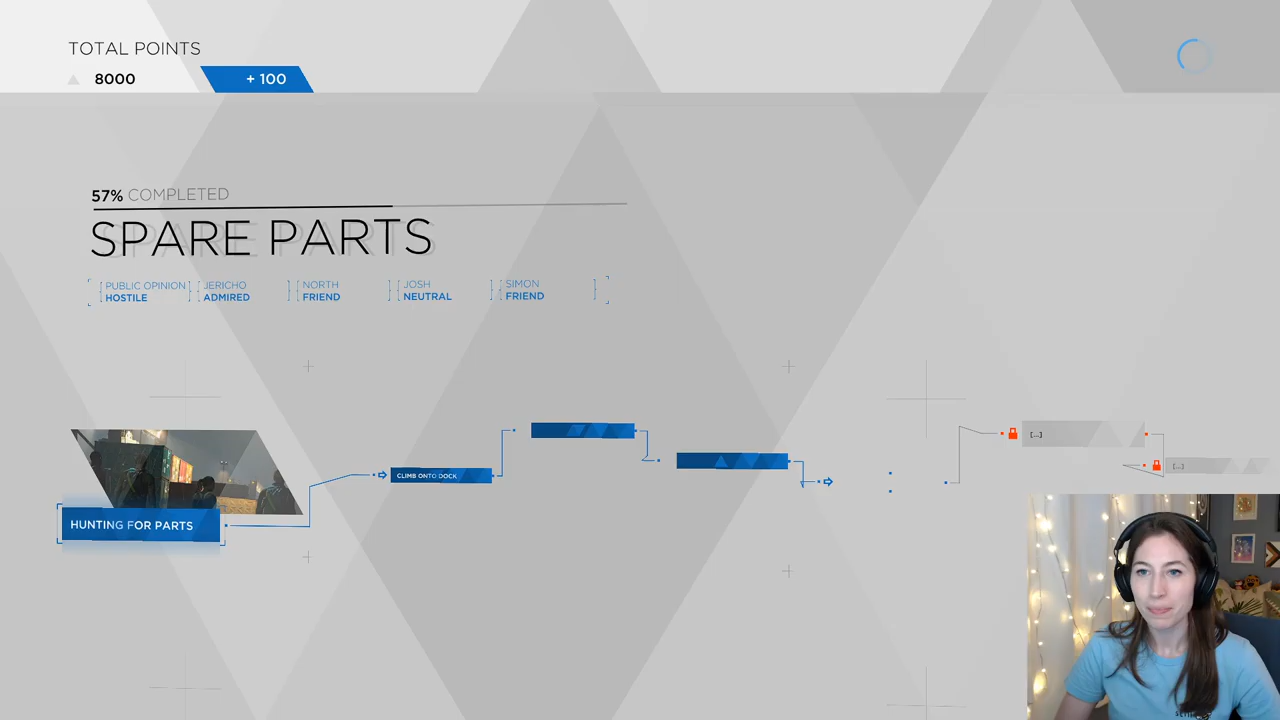 TOTAL POINTS
8000
+ 100
57% COMPLETED
SPARE PARTS
PUBLIC OPINION
HOSTILE
JERICHO
ADMIRED
NORTH
FRIEND
JOSH
NEUTRAL
SIMON
FRIEND
HUNTING FOR PARTS
CLIMB ONTO DOCK
[...]
[...]